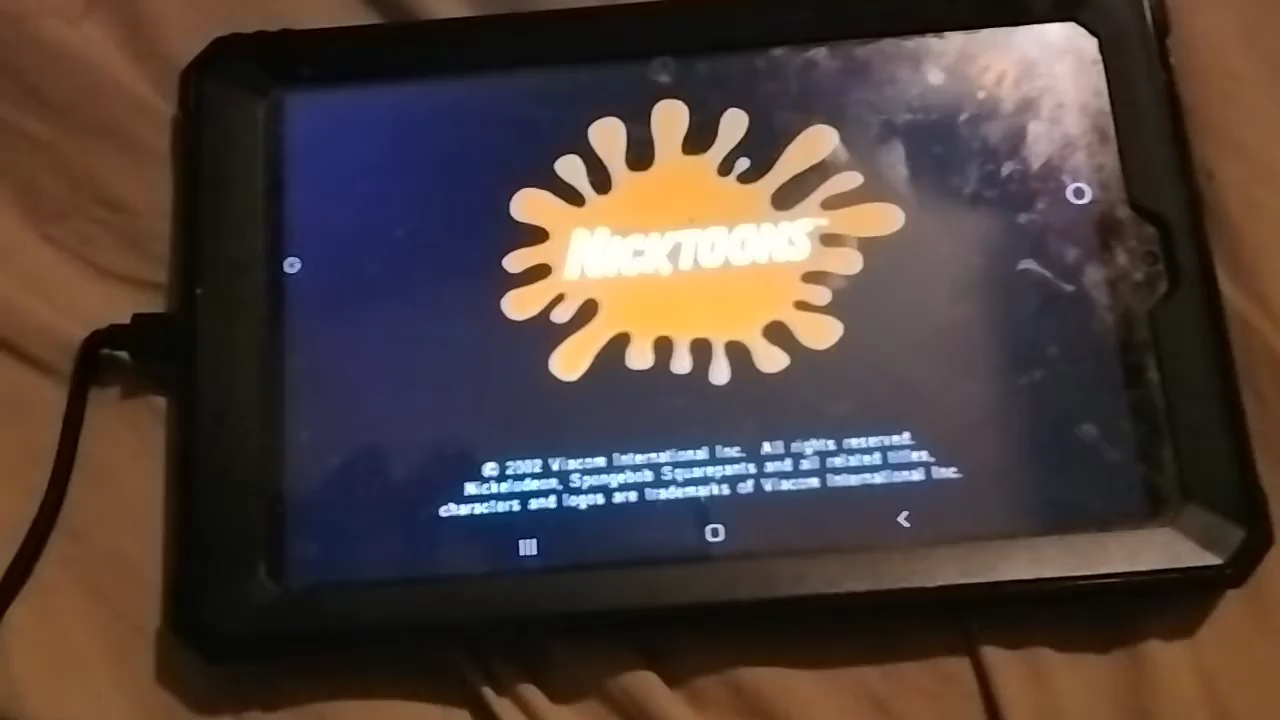 NICKTOONS™
© 2002 Viacom International Inc. All rights reserved.
Nickelodeon, Spongebob Squarepants and all related titles,
characters and logos are trademarks of Viacom International Inc.